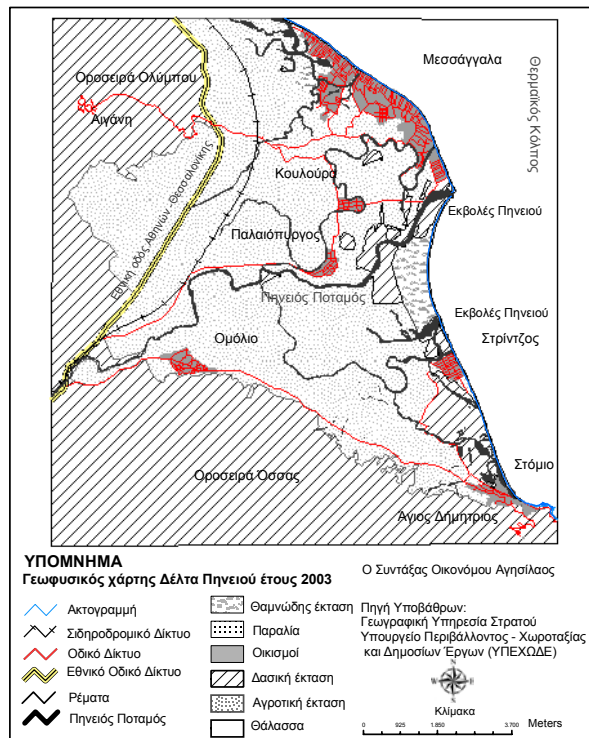 Μεσσάγγαλα
Θερμαϊκός Κόλπος
Οροσειρά Ολύμπου
Αιγάνη
Εθνική οδος Αθηνών -Θεσσαλονίκης
Κουλούρα
Εκβολές Πηνειού
Παλαιόπυργος
Πηνειός Ποταμός
Εκβολές Πηνειού
Στρίντζος
Ομόλιο
Οροσειρά Όσσας
Στόμιο
Άγιος Δήμητριος
ΥΠΟΜΝΗΜΑ
Γεωφυσικός χάρτης Δέλτα Πηνειού έτους 2003
Ακτογραμμή
Σιδηροδρομικό Δίκτυο
Οδικό Δίκτυο
Εθνικό Οδικό Δίκτυο
Ρέματα
Πηνειός Ποταμός
Θαμνώδης έκταση
Παραλία
Οικισμοί
Δασική έκταση
Αγροτική έκταση
Θάλασσα
Ο Συντάξας Οικονόμου Αγησίλαος
Πηγή Υποβάθρων:
Γεωγραφική Υπηρεσία Στρατού
Υπουργείο Περιβάλλοντος - Χωροταξίας
και Δημοσίων Έργων (ΥΠΕΧΩΔΕ)
Κλίμακα
0 925 1.850 3.700 Meters